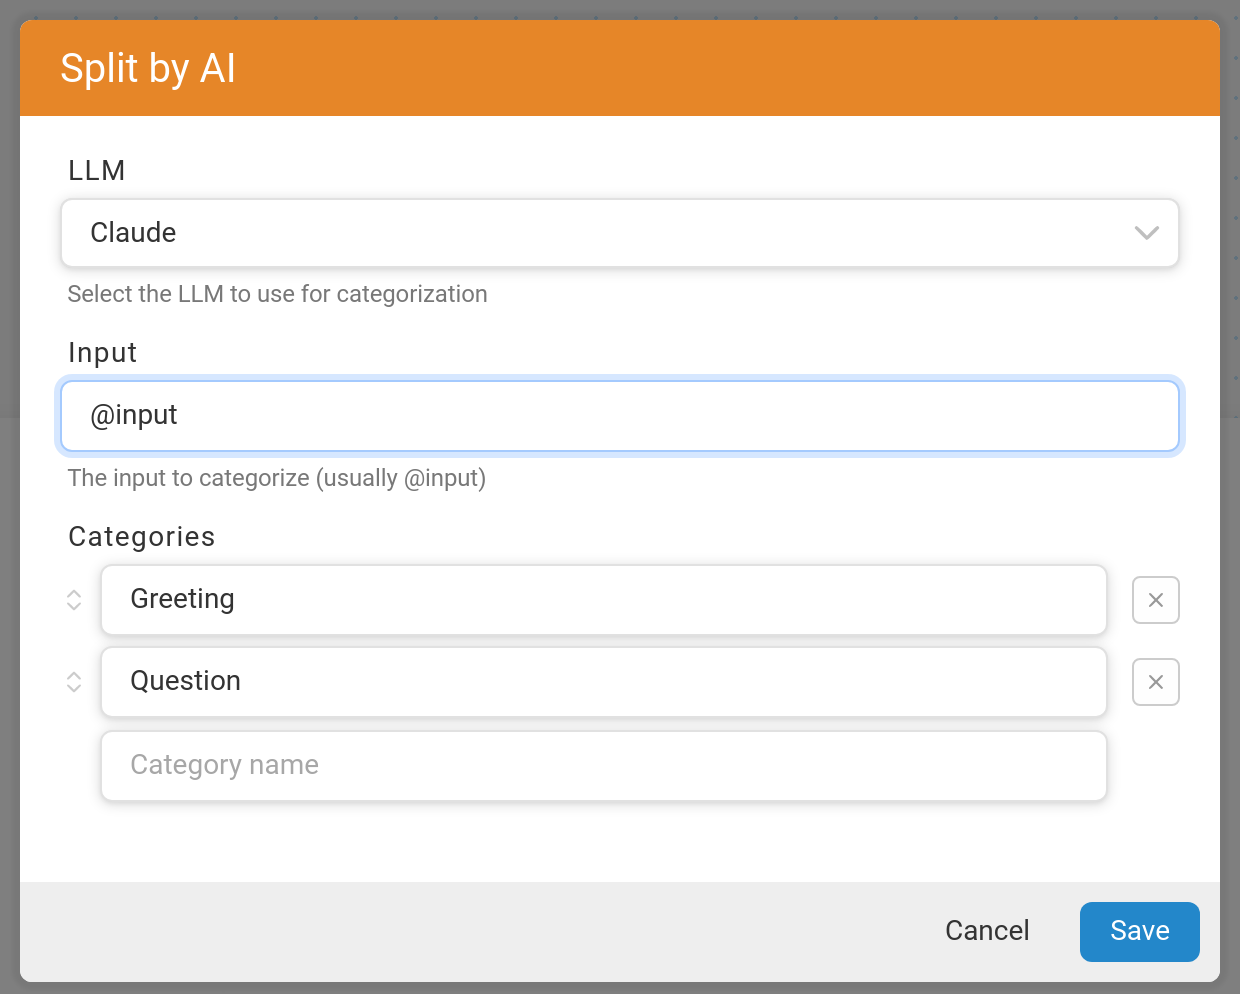 Split by AI
LLM
Claude
Select the LLM to use for categorization
Input
@input
The input to categorize (usually @input)
Categories
Greeting
Question
Category name
Cancel
Save